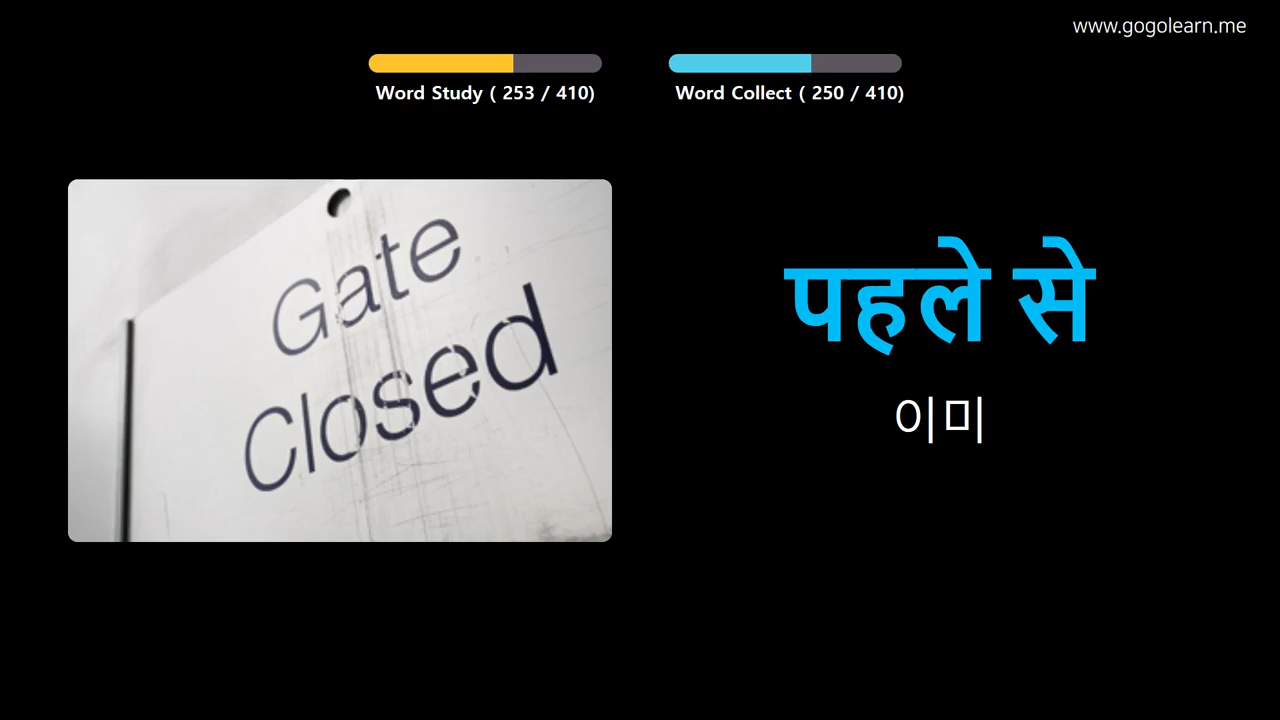 www.gogolearn.me
Word Study ( 253 / 410)
Word Collect ( 250 / 410)
Gate
Closed
पहले से
이미